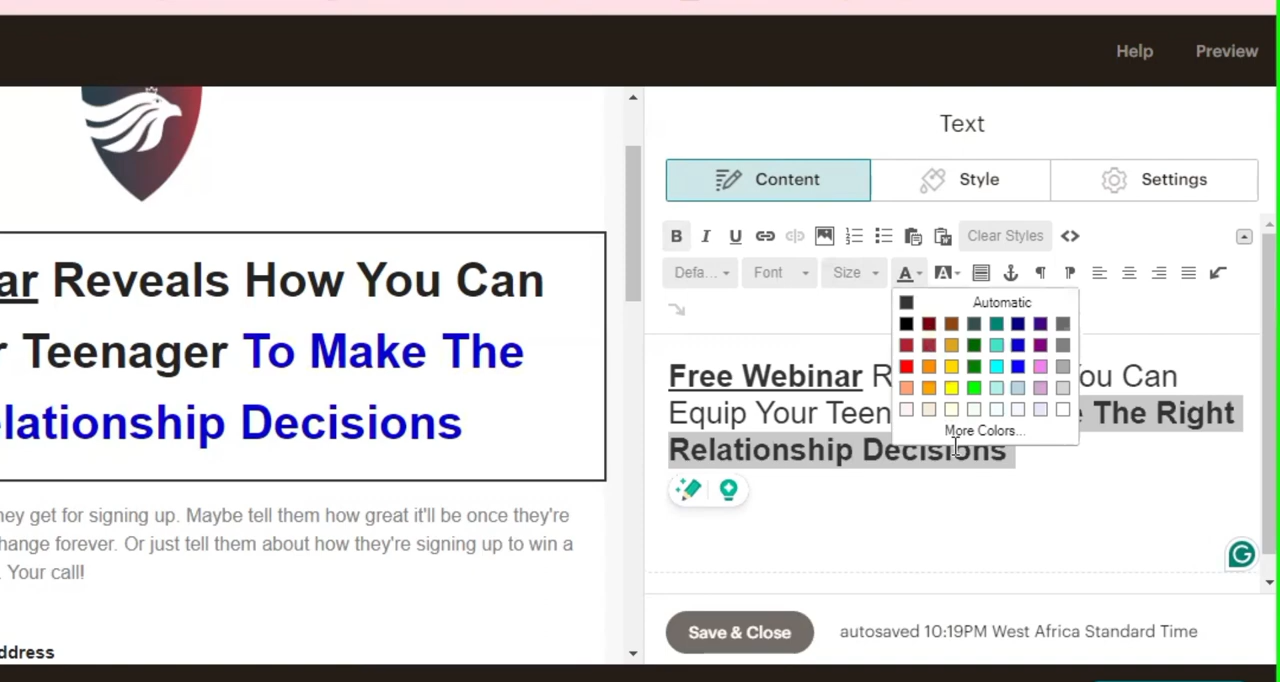 Help Preview
ar Reveals How You Can
r Teenager To Make The
elationship Decisions
hey get for signing up. Maybe tell them how great it'll be once they're
hange forever. Or just tell them about how they're signing up to win a
. Your call!
ddress
Text
Content Style Settings
B I U Clear Styles
Defa... Font Size A A
Automatic
More Colors...
Free Webinar R ou Can
Equip Your Teen e The Right
Relationship Decisions
Save & Close autosaved 10:19PM West Africa Standard Time